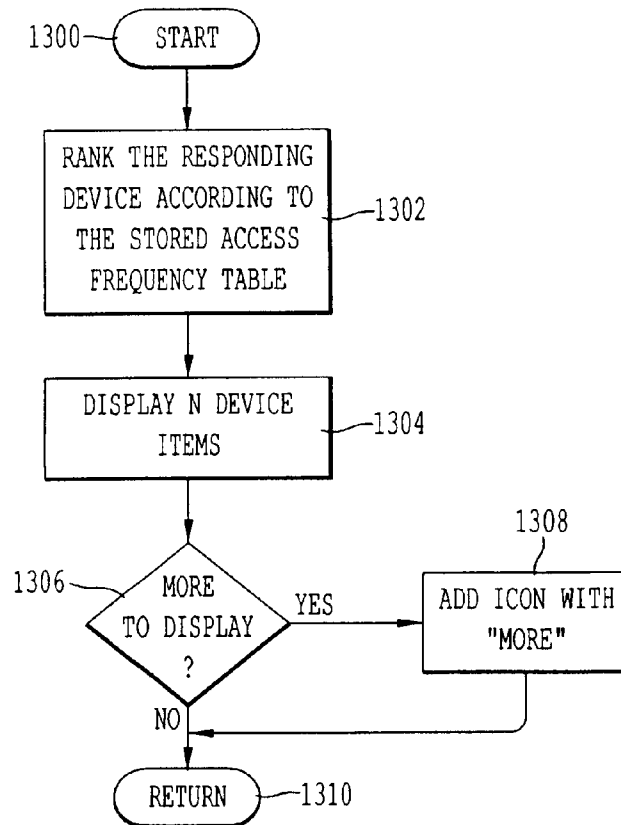 1300
START
RANK THE RESPONDING
DEVICE ACCORDING TO
THE STORED ACCESS
FREQUENCY TABLE
1302
DISPLAY N DEVICE
ITEMS
1304
1306
MORE
TO DISPLAY
?
YES
1308
ADD ICON WITH
"MORE"
NO
RETURN
1310